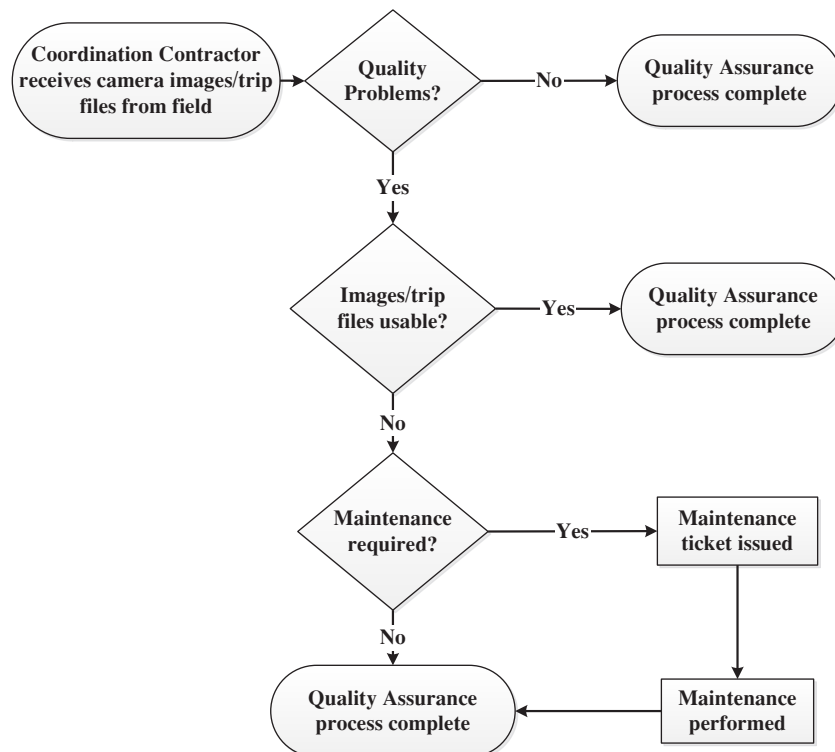 Coordination Contractor
receives camera images/trip
files from field
Quality
Problems?
No
Quality Assurance
process complete
Yes
Images/trip
files usable?
Yes
Quality Assurance
process complete
No
Maintenance
required?
Yes
Maintenance
ticket issued
No
Quality Assurance
process complete
Maintenance
performed